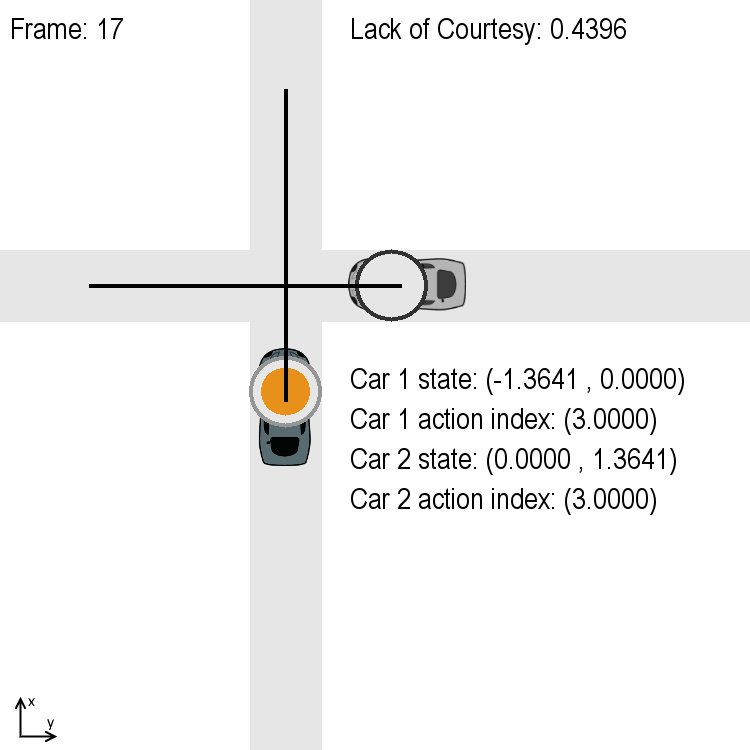 Frame: 17
Lack of Courtesy: 0.4396
Car 1 state: (-1.3641 , 0.0000)
Car 1 action index: (3.0000)
Car 2 state: (0.0000 , 1.3641)
Car 2 action index: (3.0000)
x
y